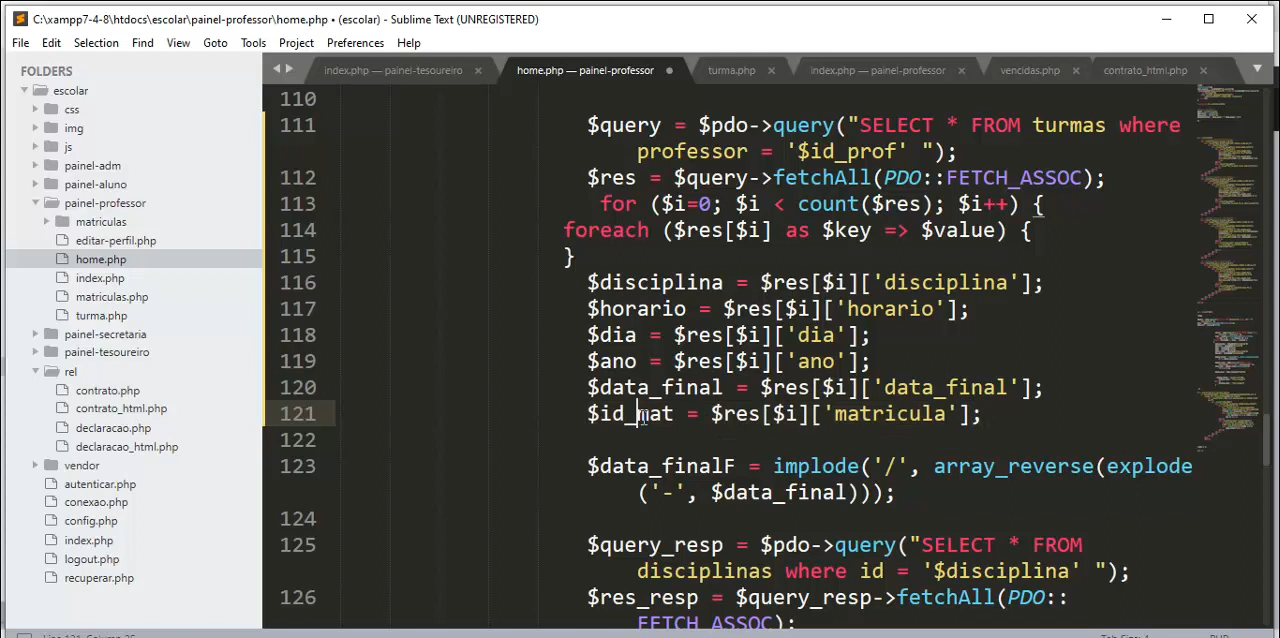 C:\xampp7-4-8\htdocs\escolar\painel-professor\home.php • (escolar) - Sublime Text (UNREGISTERED)
File Edit Selection Find View Goto Tools Project Preferences Help
FOLDERS
escolar
css
img
js
painel-adm
painel-aluno
painel-professor
matriculas
editar-perfil.php
home.php
index.php
matriculas.php
turma.php
painel-secretaria
painel-tesoureiro
rel
contrato.php
contrato_html.php
declaracao.php
declaracao_html.php
vendor
autenticar.php
conexao.php
config.php
index.php
logout.php
recuperar.php
index.php — painel-tesoureiro × home.php — painel-professor turma.php × index.php — painel-professor × vencidas.php × contrato_html.php ×
110
111 $query = $pdo->query("SELECT * FROM turmas where
professor = '$id_prof' ");
112 $res = $query->fetchAll(PDO::FETCH_ASSOC);
113 for ($i=0; $i < count($res); $i++) {
114 foreach ($res[$i] as $key => $value) {
115 }
116 $disciplina = $res[$i]['disciplina'];
117 $horario = $res[$i]['horario'];
118 $dia = $res[$i]['dia'];
119 $ano = $res[$i]['ano'];
120 $data_final = $res[$i]['data_final'];
121 $id_mat = $res[$i]['matricula'];
122
123 $data_finalF = implode('/', array_reverse(explode
('-', $data_final)));
124
125 $query_resp = $pdo->query("SELECT * FROM
disciplinas where id = '$disciplina' ");
126 $res_resp = $query_resp->fetchAll(PDO::
FETCH_ASSOC);